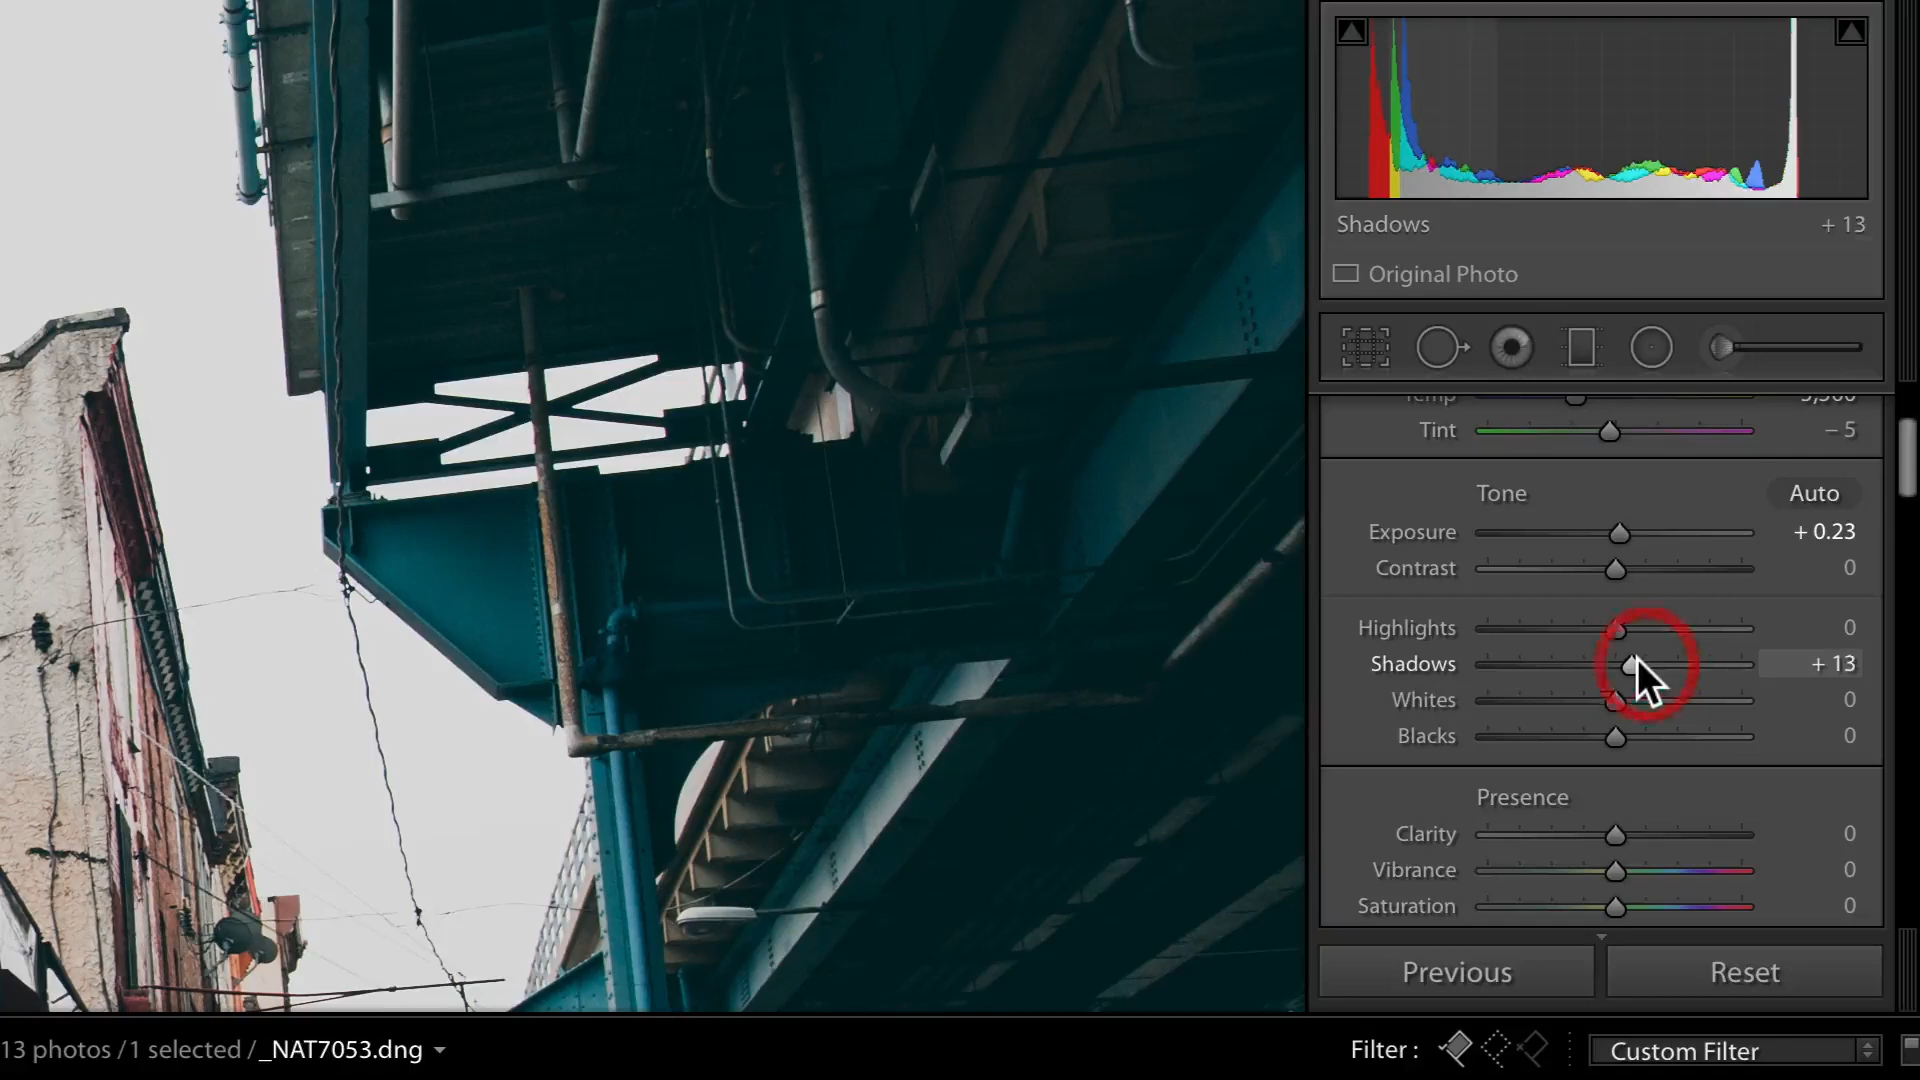 Shadows + 13
Original Photo
Temp
Tint – 5
Tone Auto
Exposure + 0.23
Contrast 0
Highlights 0
Shadows + 13
Whites 0
Blacks 0
Presence
Clarity 0
Vibrance 0
Saturation 0
Previous Reset
13 photos / 1 selected / _NAT7053.dng Filter : Custom Filter